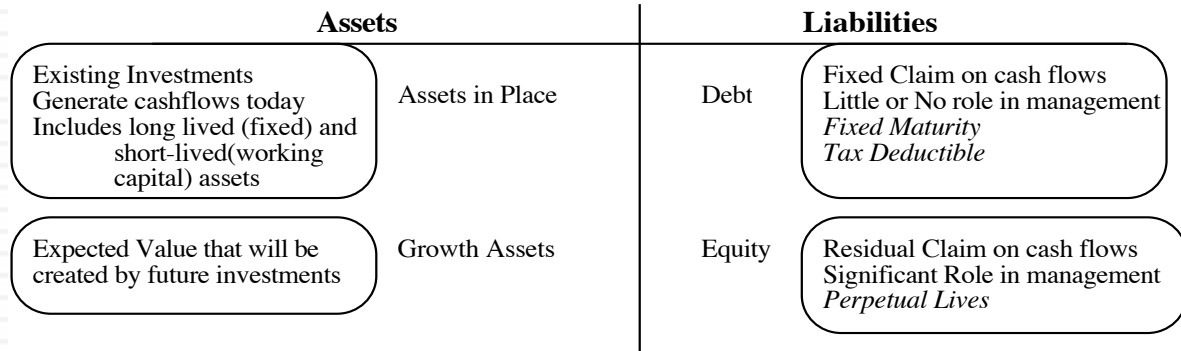 Assets
Liabilities
Existing Investments
Generate cashflows today
Includes long lived (fixed) and
short-lived(working
capital) assets
Assets in Place
Debt
Fixed Claim on cash flows
Little or No role in management
Fixed Maturity
Tax Deductible
Expected Value that will be
created by future investments
Growth Assets
Equity
Residual Claim on cash flows
Significant Role in management
Perpetual Lives